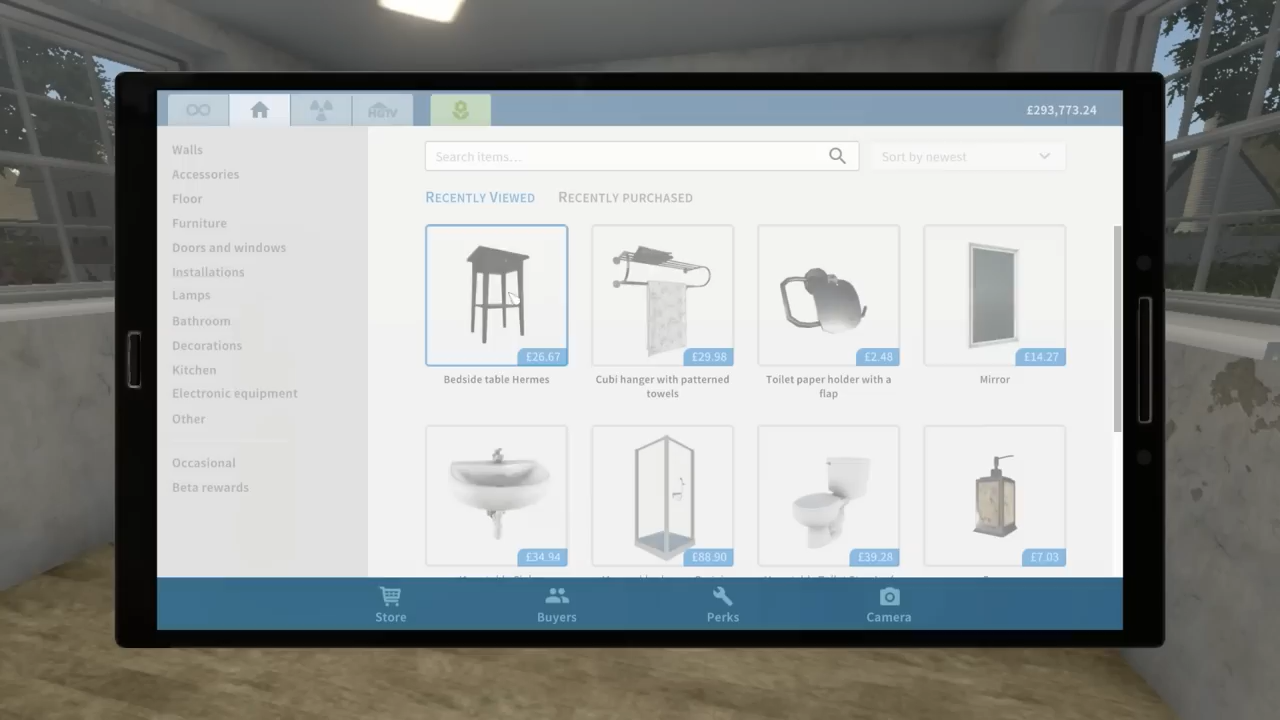 HGTV
£293,773.24
Search items...
Sort by newest
Walls
Accessories
Floor
Furniture
Doors and windows
Installations
Lamps
Bathroom
Decorations
Kitchen
Electronic equipment
Other
Occasional
Beta rewards
RECENTLY VIEWED
RECENTLY PURCHASED
£26.67
£29.98
£2.48
£14.27
Bedside table Hermes
Cubi hanger with patterned
towels
Toilet paper holder with a
flap
Mirror
£34.94
£88.90
£39.28
£7.03
Store
Buyers
Perks
Camera